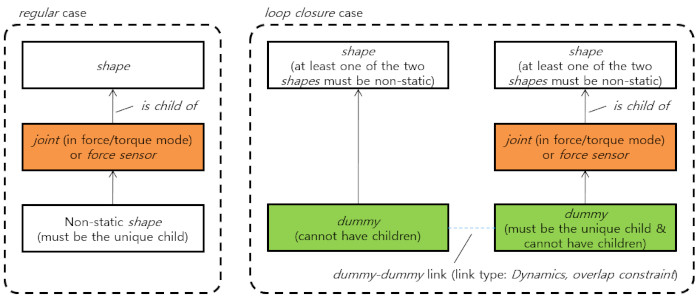 regular case
shape
is child of
joint (in force/torque mode)
or force sensor
Non-static shape
(must be the unique child)
loop closure case
shape
(at least one of the two
shapes must be non-static)
dummy
(cannot have children)
shape
(at least one of the two
shapes must be non-static)
is child of
joint (in force/torque mode)
or force sensor
dummy
(must be the unique child &
cannot have children)
dummy-dummy link (link type: Dynamics, overlap constraint)